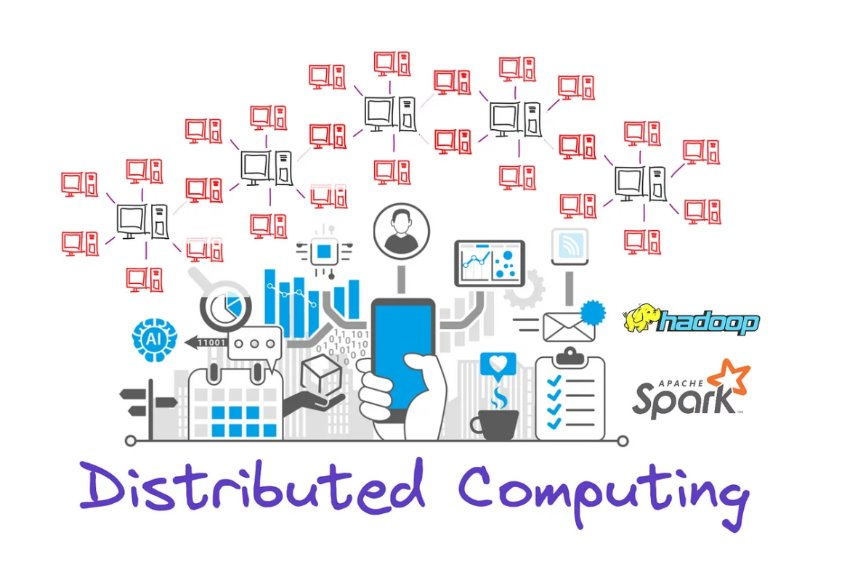 AI
11001
hadoop
APACHE
Spark
Distributed Computing